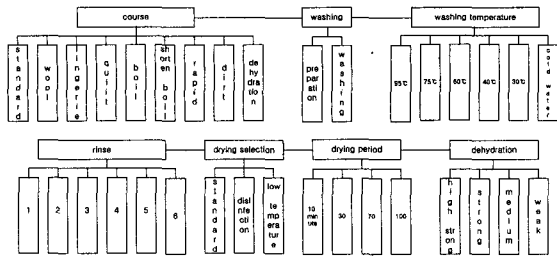 course washing washing temperature
standard wool lingerie quilt boil shorten boil rapid dirt dehydration preparation washing 95℃ 75℃ 60℃ 40℃ 30℃ cold water
rinse drying selection drying period dehydration
1 2 3 4 5 6 standard disinfection low temperature 10 minute 30 70 100 high strong strong medium weak